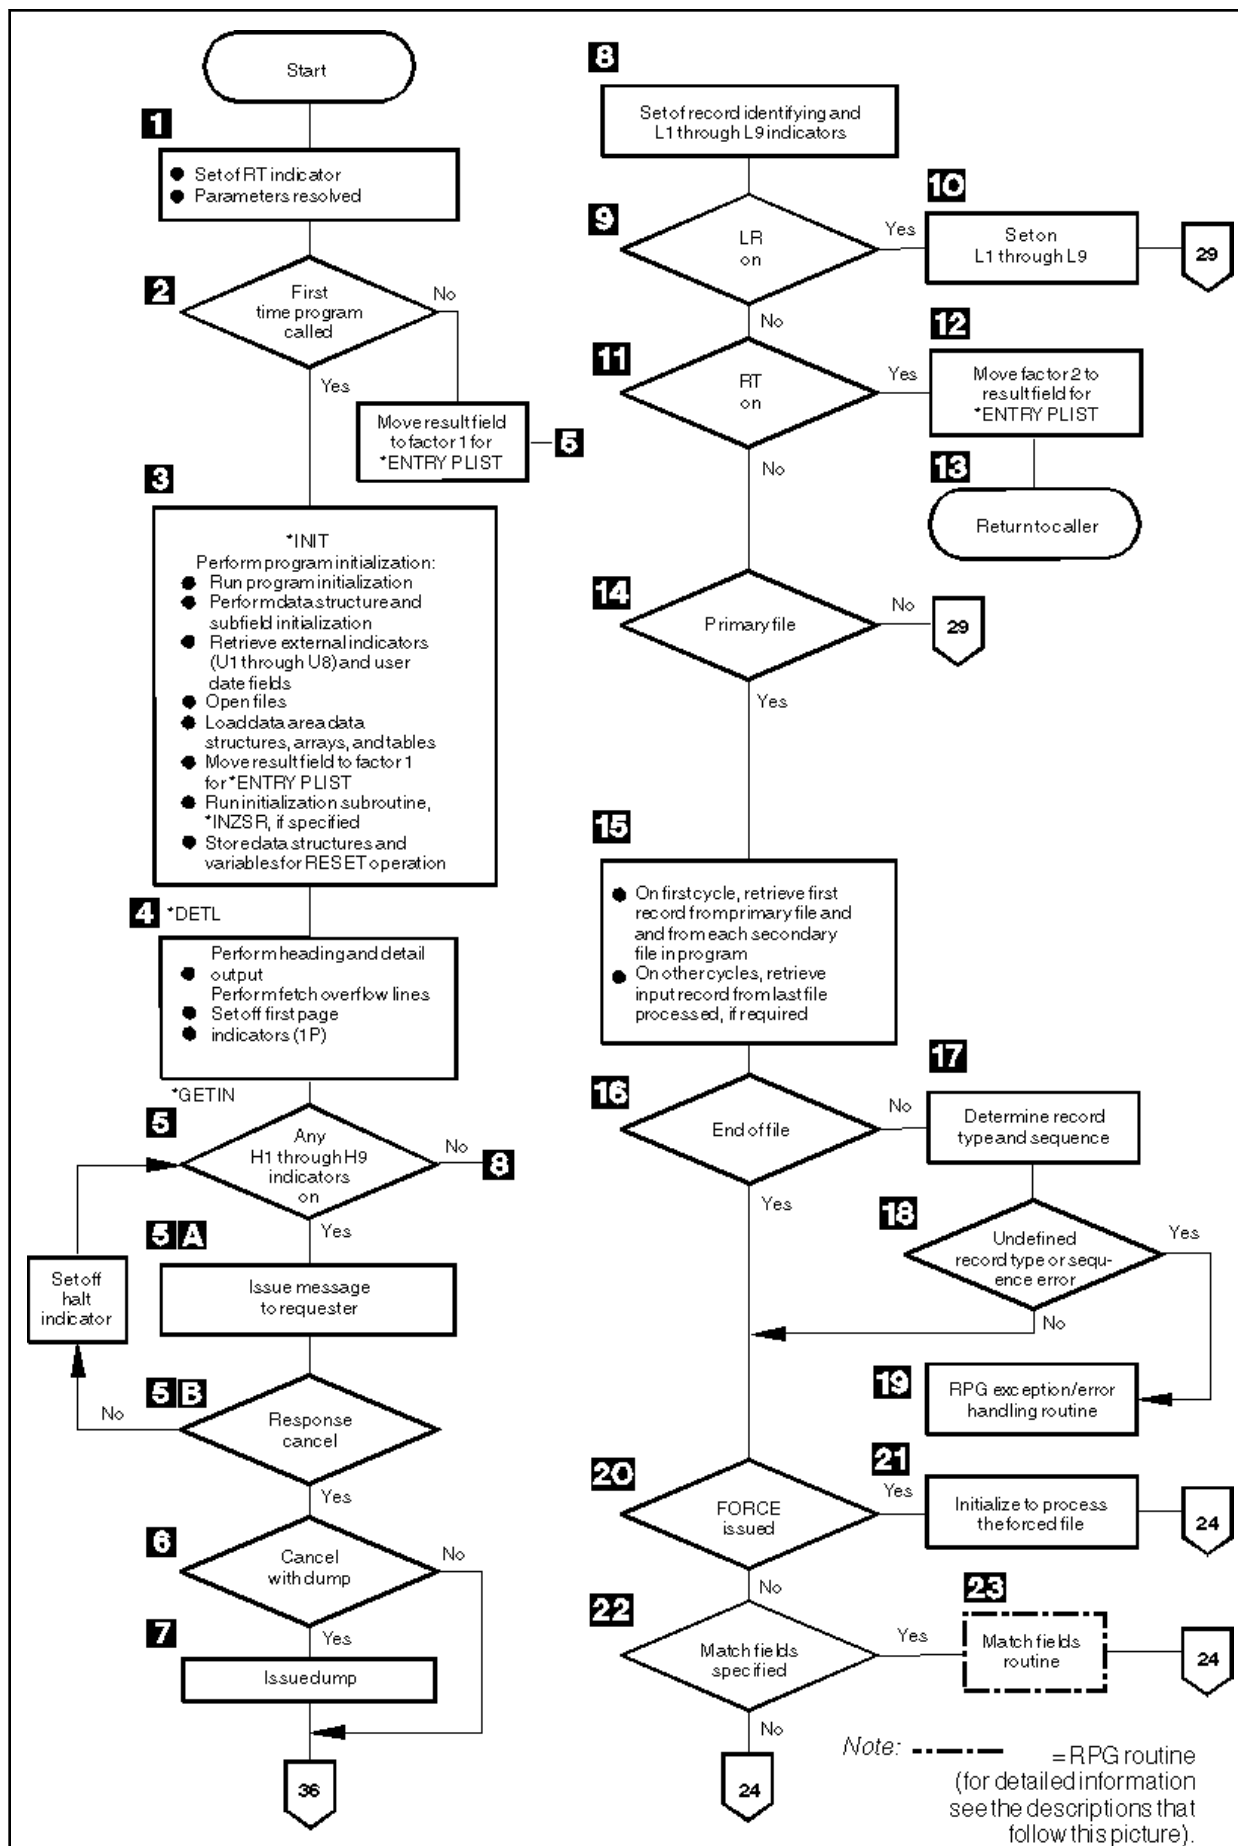 Start
1
Set of RT indicator
Parameters resolved
2
First
time program
called
No
Yes
Move result field
to factor 1 for
*ENTRY PLIST
5
3
*INIT
Perform program initialization:
Run program initialization
Perform data structure and
subfield initialization
Retrieve external indicators
(U1 through U8) and user
date fields
Open files
Load data area data
structures, arrays, and tables
Move result field to factor 1
for *ENTRY PLIST
Run initialization subroutine,
*INZSR, if specified
Store data structures and
variables for RESET operation
4 *DETL
Perform heading and detail
output
Perform fetch overflow lines
Set off first page
indicators (1P)
*GETIN
5
Any
H1 through H9
indicators
on
No
8
Yes
5 A
Issue message
to requester
Set off
halt
indicator
5 B
No
Response
cancel
Yes
6
Cancel
with dump
No
Yes
7
Issue dump
36
8
Set of record identifying and
L1 through L9 indicators
9
LR
on
Yes
10
Set on
L1 through L9
29
No
11
RT
on
Yes
12
Move factor 2 to
result field for
*ENTRY PLIST
13
Return to caller
No
14
Primary file
No
29
Yes
15
On first cycle, retrieve first
record from primary file and
and from each secondary
file in program
On other cycles, retrieve
input record from last file
processed, if required
16
End of file
No
17
Determine record
type and sequence
Yes
18
Undefined
record type or sequ-
ence error
Yes
No
19
RPG exception/error
handling routine
20
FORCE
issued
Yes
21
Initialize to process
the forced file
24
No
22
Match fields
specified
Yes
23
Match fields
routine
24
No
24
Note:
= RPG routine
(for detailed information
see the descriptions that
follow this picture).